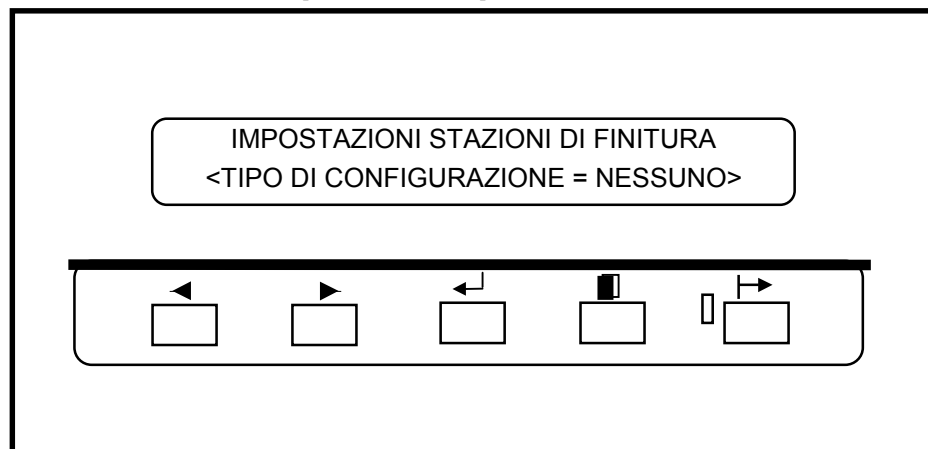 IMPOSTAZIONI STAZIONI DI FINITURA
<TIPO DI CONFIGURAZIONE = NESSUNO>